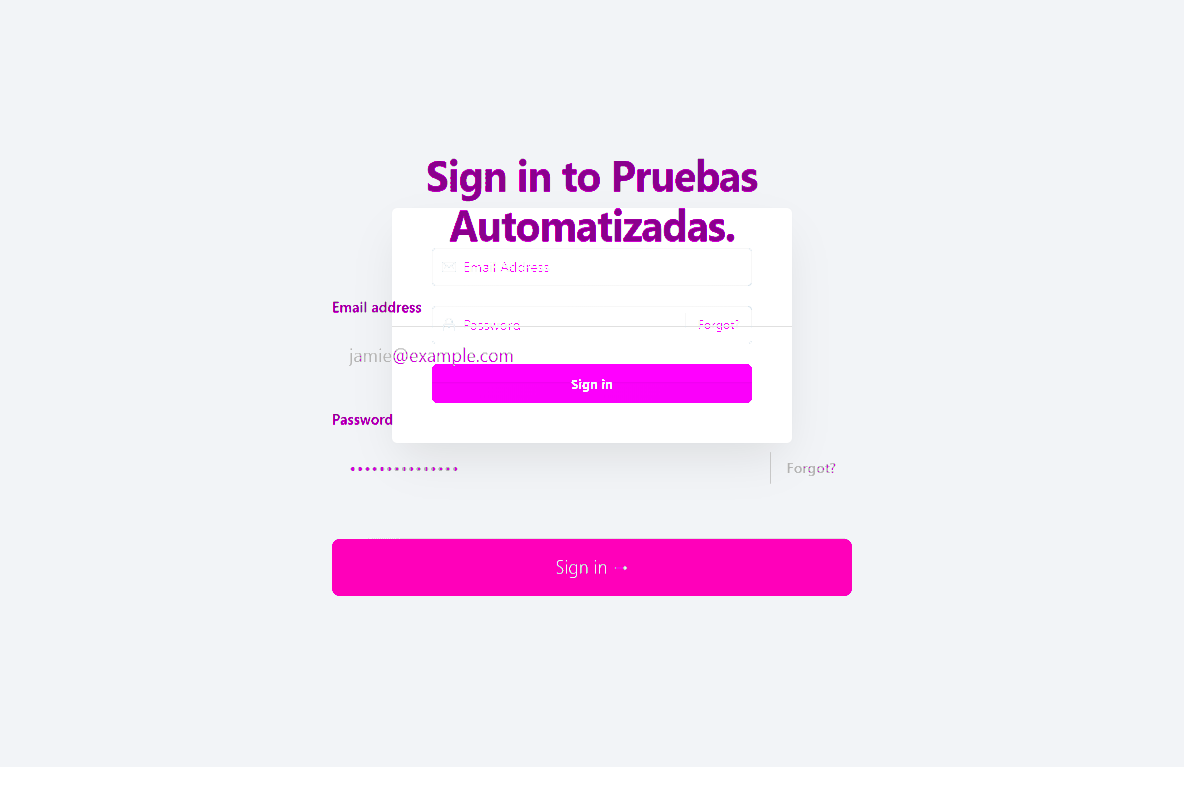 Sign in to Pruebas
Automatizadas.
Email Address
Email address
Password
Forgot?
jamie@example.com
Sign in
Password
Forgot?
Sign in